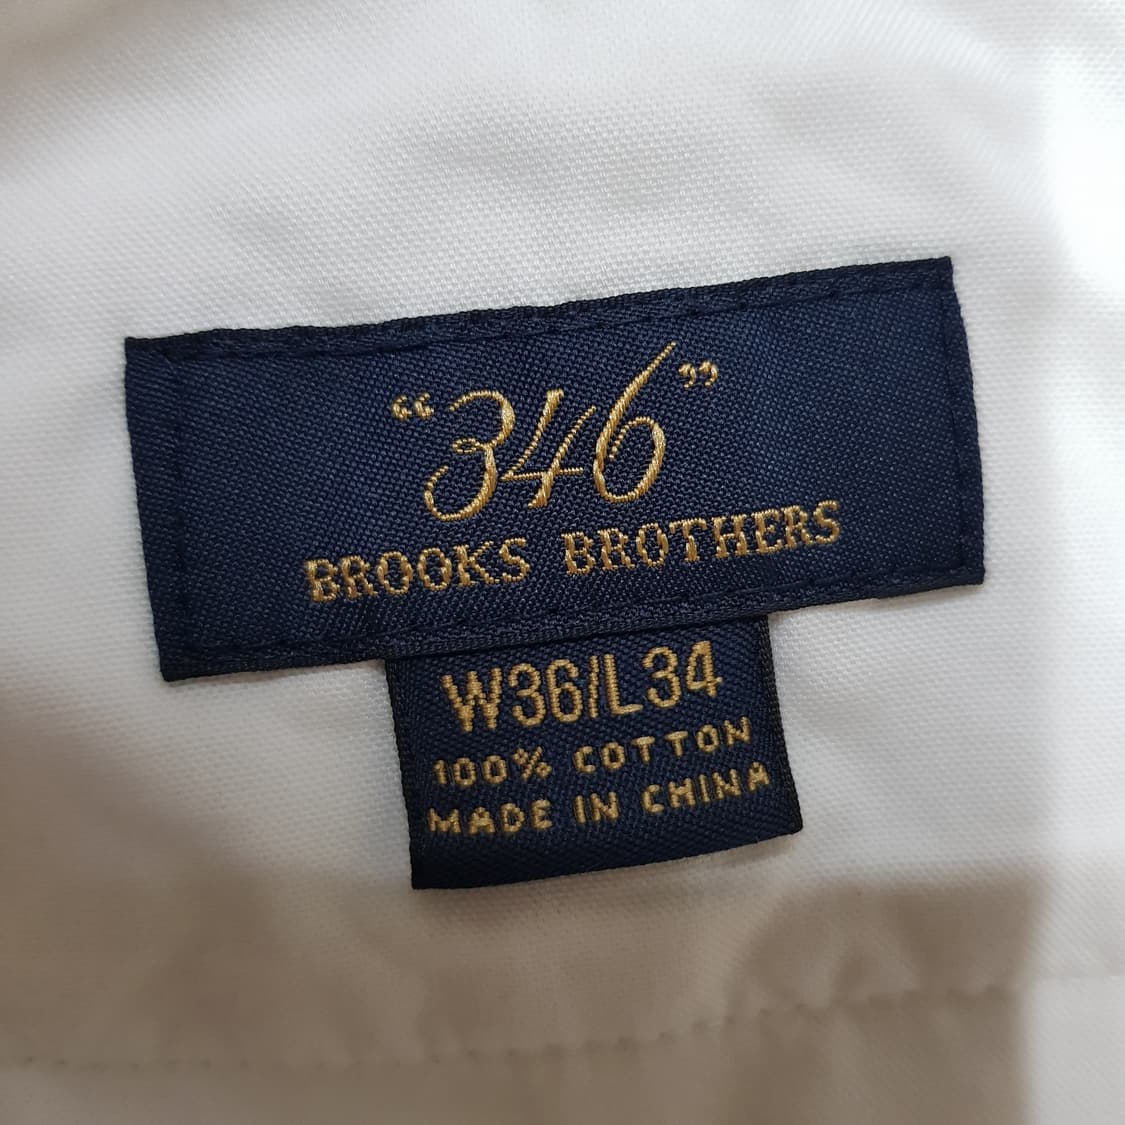 “346”
BROOKS BROTHERS
W36/L34
100% COTTON
MADE IN CHINA